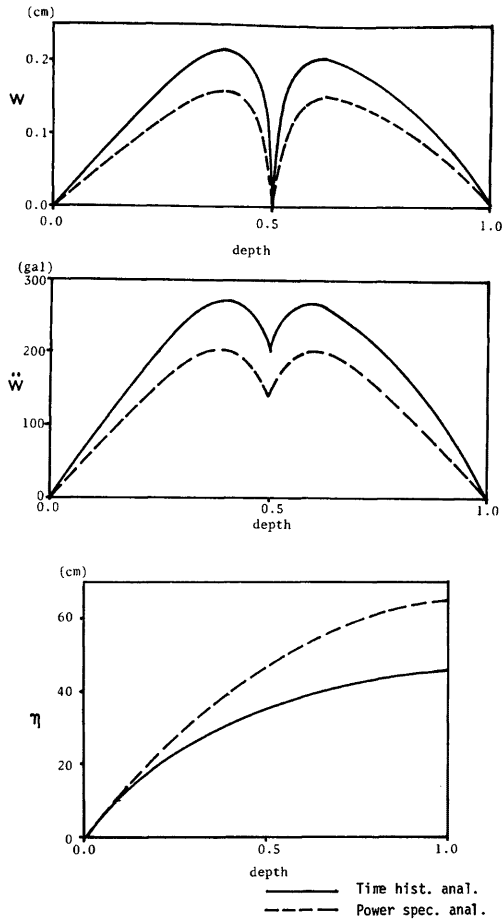 (cm)
0.2
W
0.1
0.0
0.0 0.5 1.0
depth
(gal)
300
200
Ẅ
100
0
0.0 0.5 1.0
depth
(cm)
60
40
η
20
0
0 0.5 1.0
depth
Time hist. anal.
Power spec. anal.